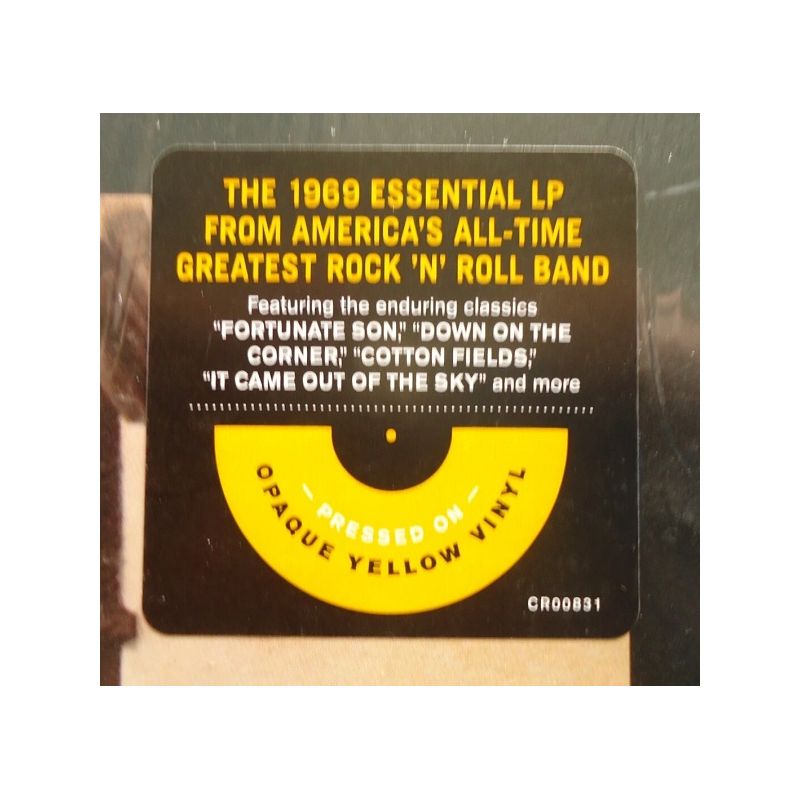 THE 1969 ESSENTIAL LP
FROM AMERICA'S ALL-TIME
GREATEST ROCK 'N' ROLL BAND
Featuring the enduring classics
"FORTUNATE SON," "DOWN ON THE
CORNER," "COTTON FIELDS,"
"IT CAME OUT OF THE SKY" and more
— PRESSED ON —
OPAQUE YELLOW VINYL
CR00831